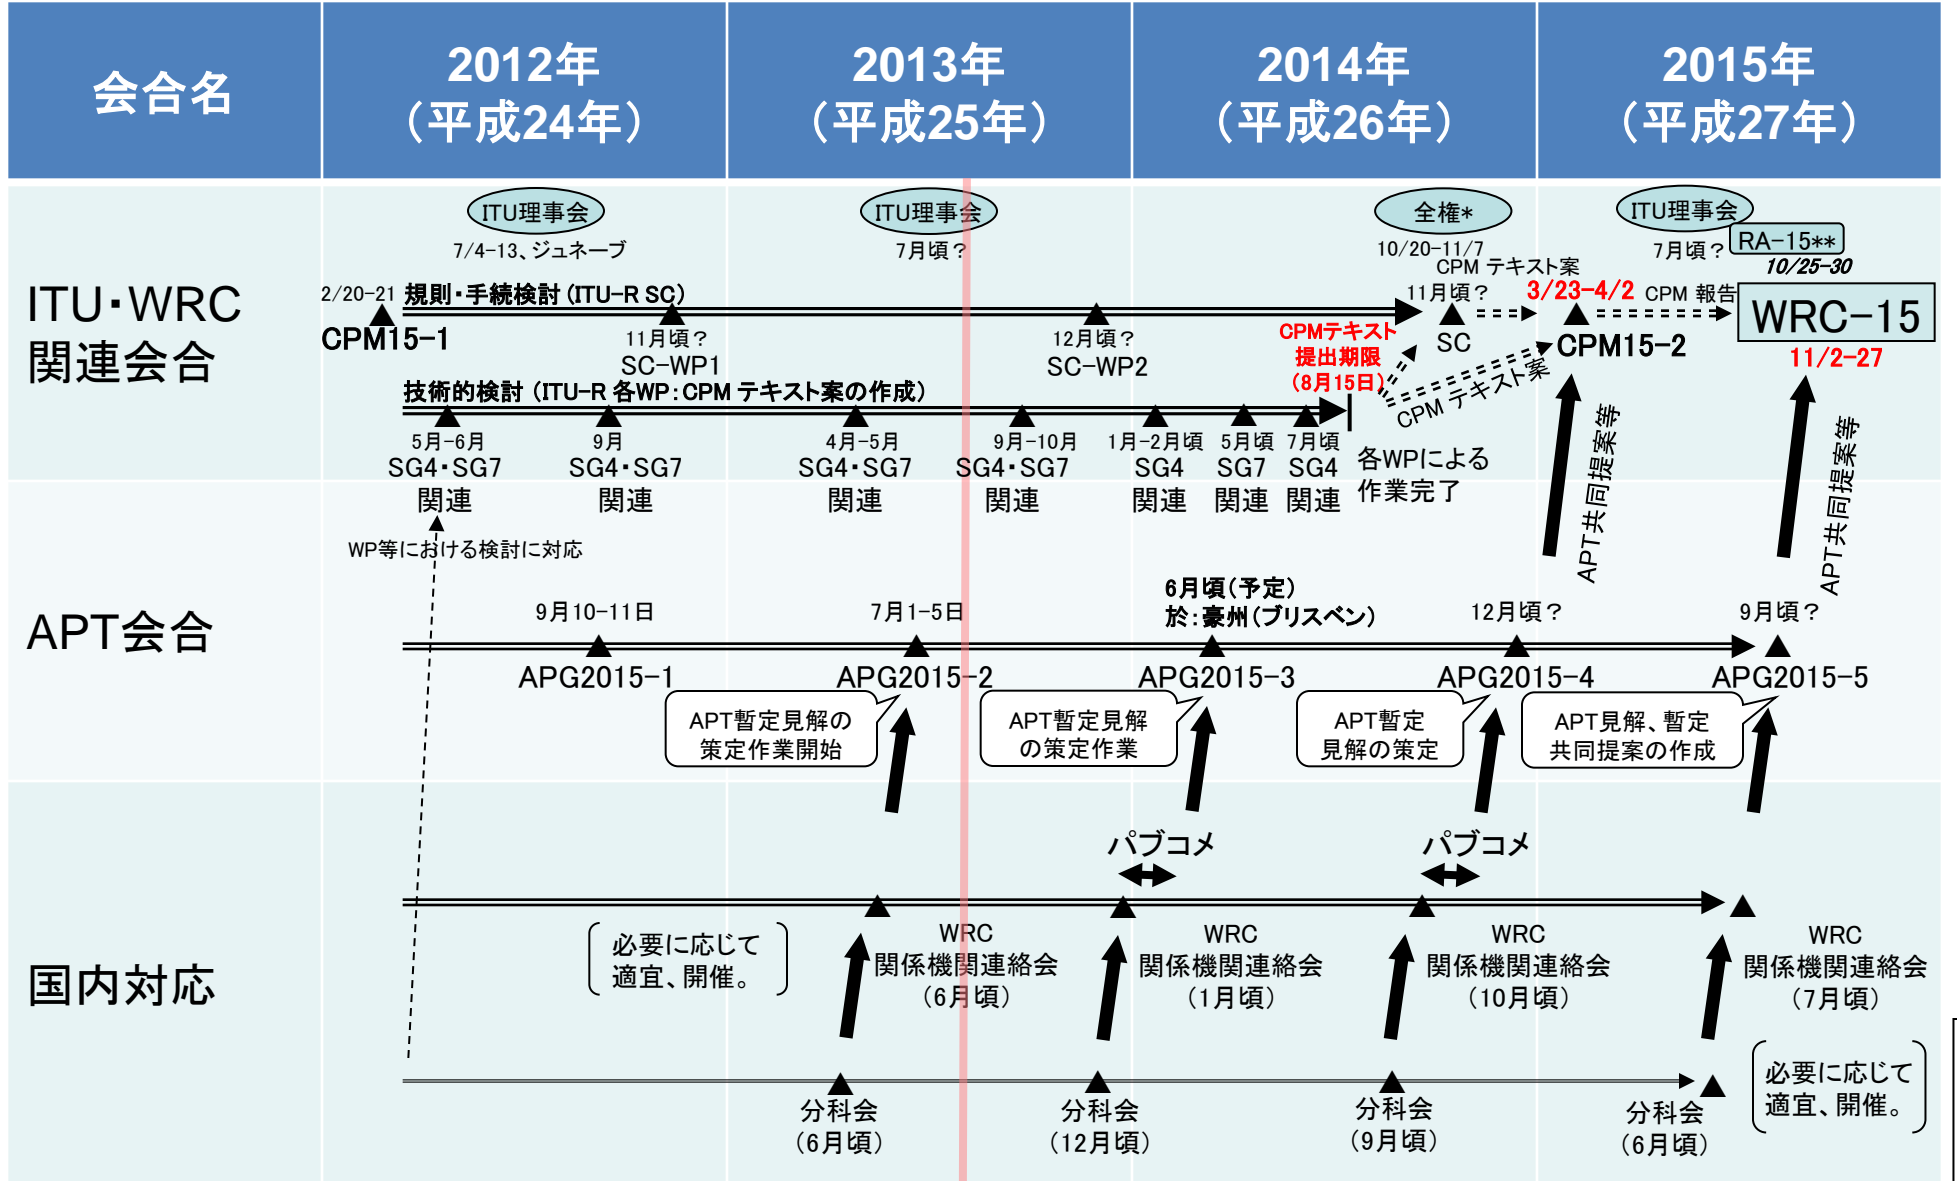 会合名
2012年
（平成24年）
2013年
（平成25年）
2014年
（平成26年）
2015年
（平成27年）
ITU・WRC
関連会合
ITU理事会
7/4-13、ジュネーブ
ITU理事会
7月頃？
全権*
10/20-11/7
ITU理事会
7月頃？
RA-15**
10/25-30
2/20-21
CPM15-1
規則・手続検討 (ITU-R SC)
11月頃？
SC-WP1
12月頃？
SC-WP2
CPMテキスト
提出期限
（8月15日）
CPM テキスト案
11月頃？
SC
3/23-4/2
CPM15-2
CPM 報告
WRC-15
11/2-27
CPM テキスト案
技術的検討 (ITU-R 各WP：CPM テキスト案の作成)
5月-6月
SG4・SG7
関連
9月
SG4・SG7
関連
4月-5月
SG4・SG7
関連
9月-10月
SG4・SG7
関連
1月-2月頃
SG4
関連
5月頃
SG7
関連
7月頃
SG4
関連
各WPによる
作業完了
APT共同提案等
APT共同提案等
WP等における検討に対応
APT会合
9月10-11日
APG2015-1
7月1-5日
APG2015-2
6月頃（予定）
於：豪州（ブリスベン）
APG2015-3
12月頃？
APG2015-4
9月頃？
APG2015-5
APT暫定見解の
策定作業開始
APT暫定見解
の策定作業
APT暫定
見解の策定
APT見解、暫定
共同提案の作成
国内対応
パブコメ
パブコメ
必要に応じて
適宜、開催。
WRC
関係機関連絡会
（6月頃）
WRC
関係機関連絡会
（1月頃）
WRC
関係機関連絡会
（10月頃）
WRC
関係機関連絡会
（7月頃）
分科会
（6月頃）
分科会
（12月頃）
分科会
（9月頃）
分科会
（6月頃）
必要に応じて
適宜、開催。